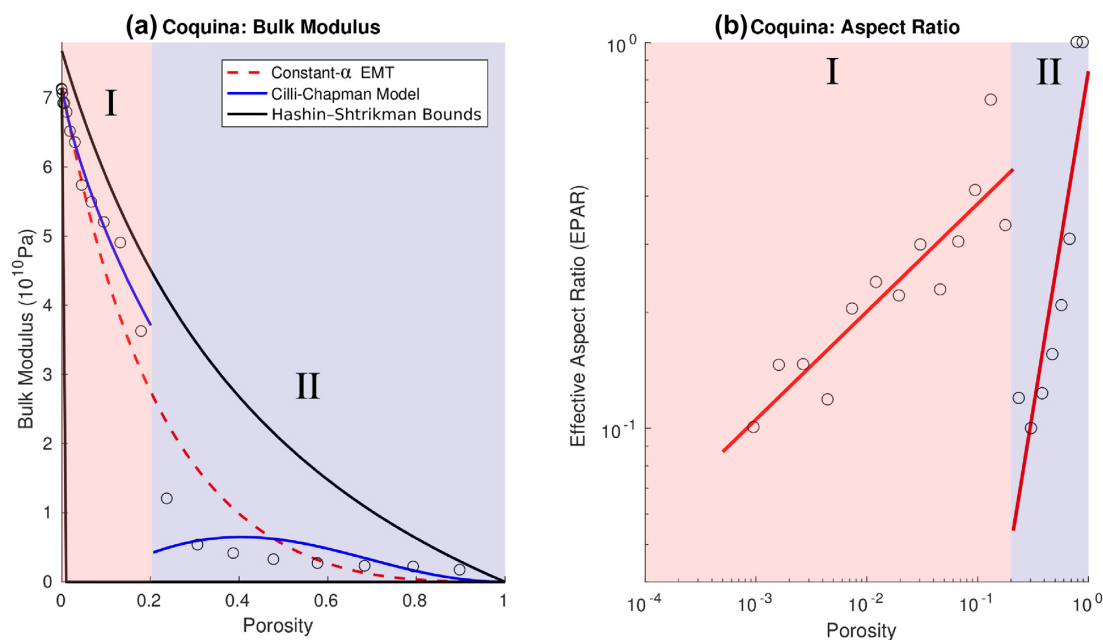 (a) Coquina: Bulk Modulus
I
II
Constant-α EMT
Cilli-Chapman Model
Hashin–Shtrikman Bounds
Bulk Modulus (10¹⁰Pa)
7
6
5
4
3
2
1
0
0 0.2 0.4 0.6 0.8 1
Porosity
(b) Coquina: Aspect Ratio
I
II
Effective Aspect Ratio (EPAR)
10⁰
10⁻¹
10⁻⁴ 10⁻³ 10⁻² 10⁻¹ 10⁰
Porosity